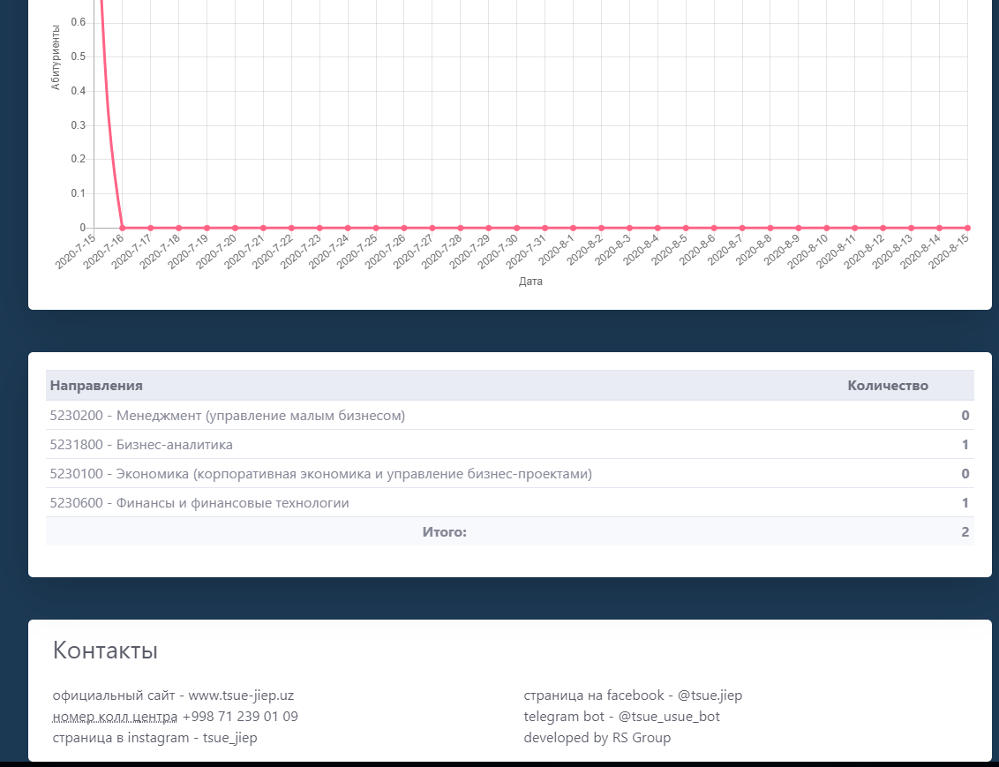 0.6
0.5
0.4
0.3
0.2
0.1
0
Абитуриенты
2020-7-15
2020-7-16
2020-7-17
2020-7-18
2020-7-19
2020-7-20
2020-7-21
2020-7-22
2020-7-23
2020-7-24
2020-7-25
2020-7-26
2020-7-27
2020-7-28
2020-7-29
2020-7-30
2020-7-31
2020-8-1
2020-8-2
2020-8-3
2020-8-4
2020-8-5
2020-8-6
2020-8-7
2020-8-8
2020-8-9
2020-8-10
2020-8-11
2020-8-12
2020-8-13
2020-8-14
2020-8-15
Дата
Направления Количество
5230200 - Менеджмент (управление малым бизнесом) 0
5231800 - Бизнес-аналитика 1
5230100 - Экономика (корпоративная экономика и управление бизнес-проектами) 0
5230600 - Финансы и финансовые технологии 1
Итого: 2
Контакты
официальный сайт - www.tsue-jiep.uz
номер колл центра +998 71 239 01 09
страница в instagram - tsue_jiep
страница на facebook - @tsue.jiep
telegram bot - @tsue_usue_bot
developed by RS Group